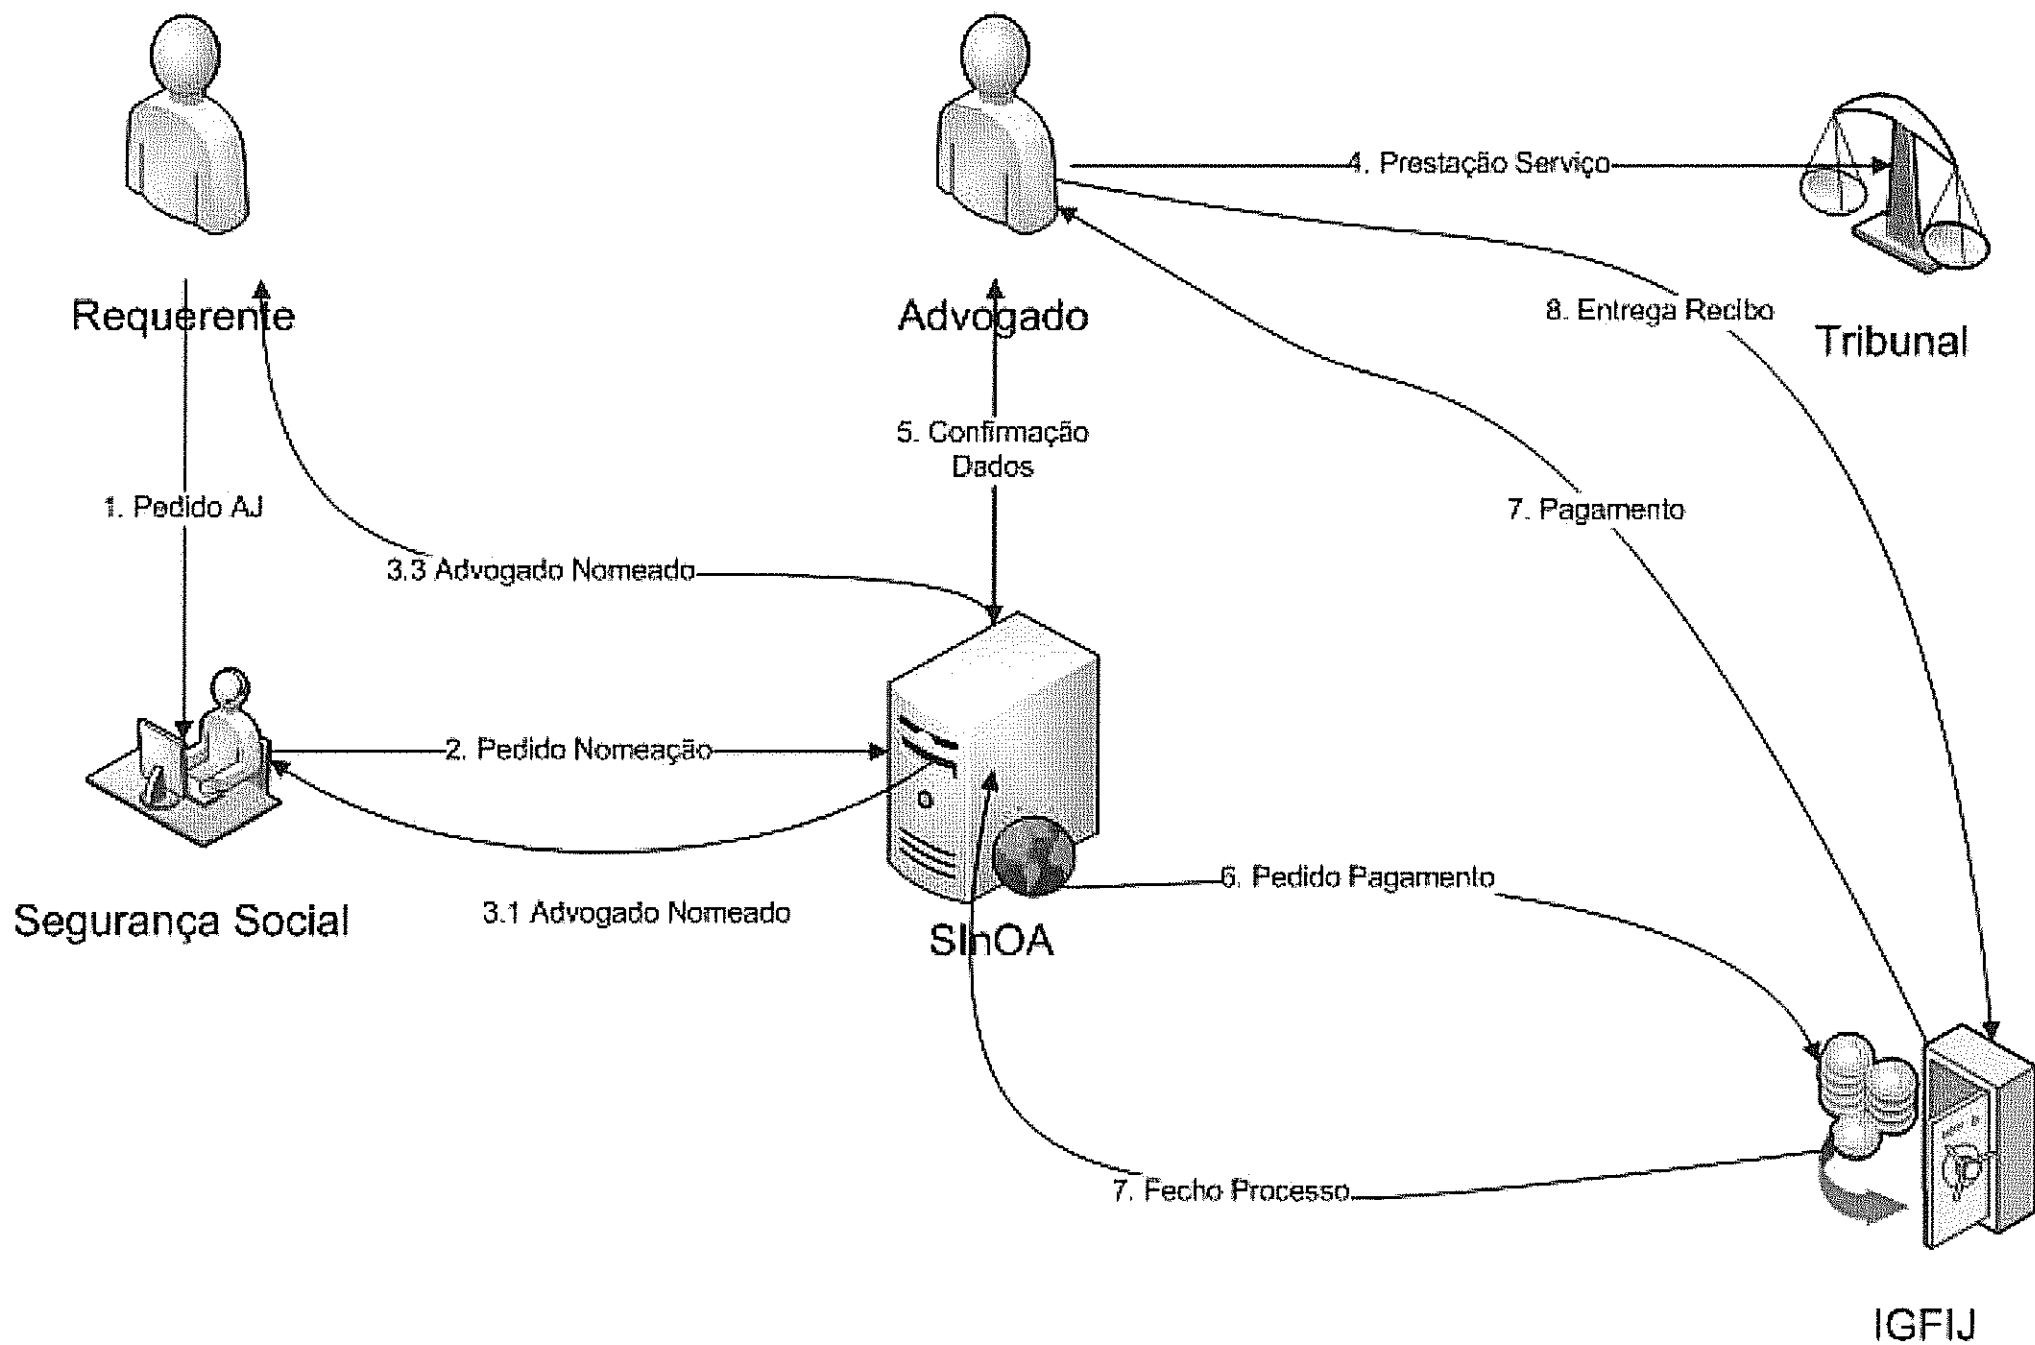 4. Prestação Serviço
Requerente
Advogado
8. Entrega Recibo
Tribunal
5. Confirmação
Dados
1. Pedido AJ
7. Pagamento
3.3 Advogado Nomeado
2. Pedido Nomeação
6. Pedido Pagamento
Segurança Social
3.1 Advogado Nomeado
SInOA
7. Fecho Processo
IGFIJ